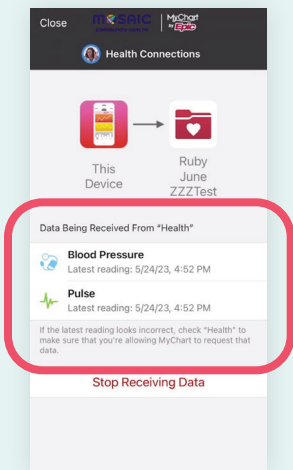 Close
MOSAIC
COMMUNITY HEALTH
MyChart
by Epic
Health Connections
This
Device
Ruby
June
ZZZTest
Data Being Received From “Health”
Blood Pressure
Latest reading: 5/24/23, 4:52 PM
Pulse
Latest reading: 5/24/23, 4:52 PM
If the latest reading looks incorrect, check “Health” to
make sure that you're allowing MyChart to request that
data.
Stop Receiving Data